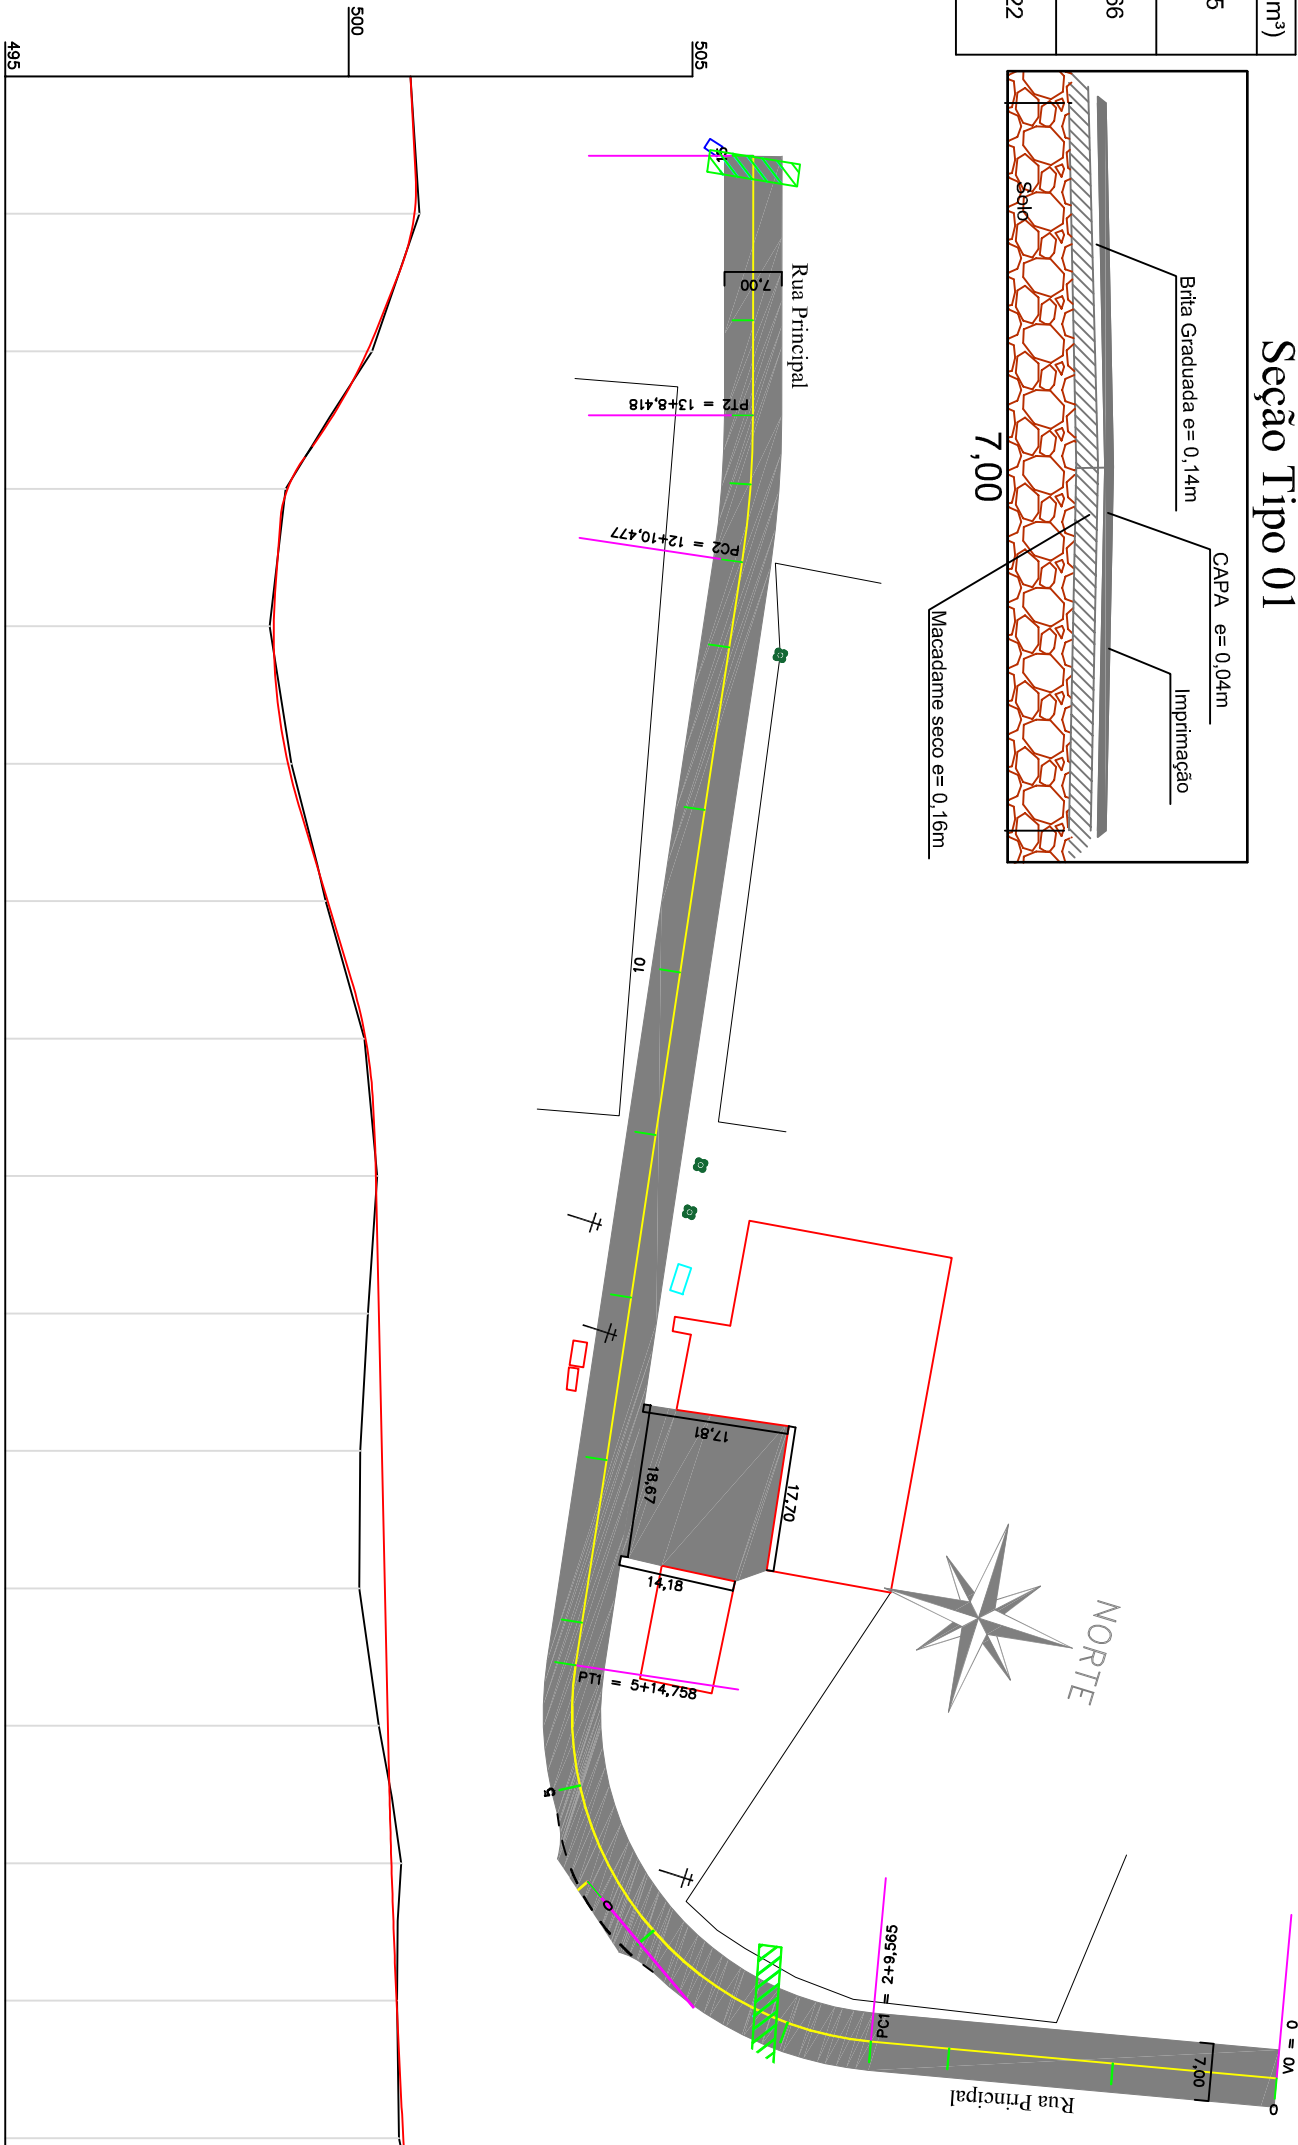 m³)
5
66
22
Seção Tipo 01
Solo
Brita Graduada e= 0,14m
CAPA e= 0,04m
Imprimação
Macadame seco e= 0,16m
7,00
505
500
495
15
Rua Principal
7,00
PT2 = 13+8,418
PC2 = 12+10,477
10
17,81
18,67
17,70
14,18
NORTE
PT1 = 5+14,758
5
0
PC1 = 2+9,565
7,00
Rua Principal
V0 = 0
0